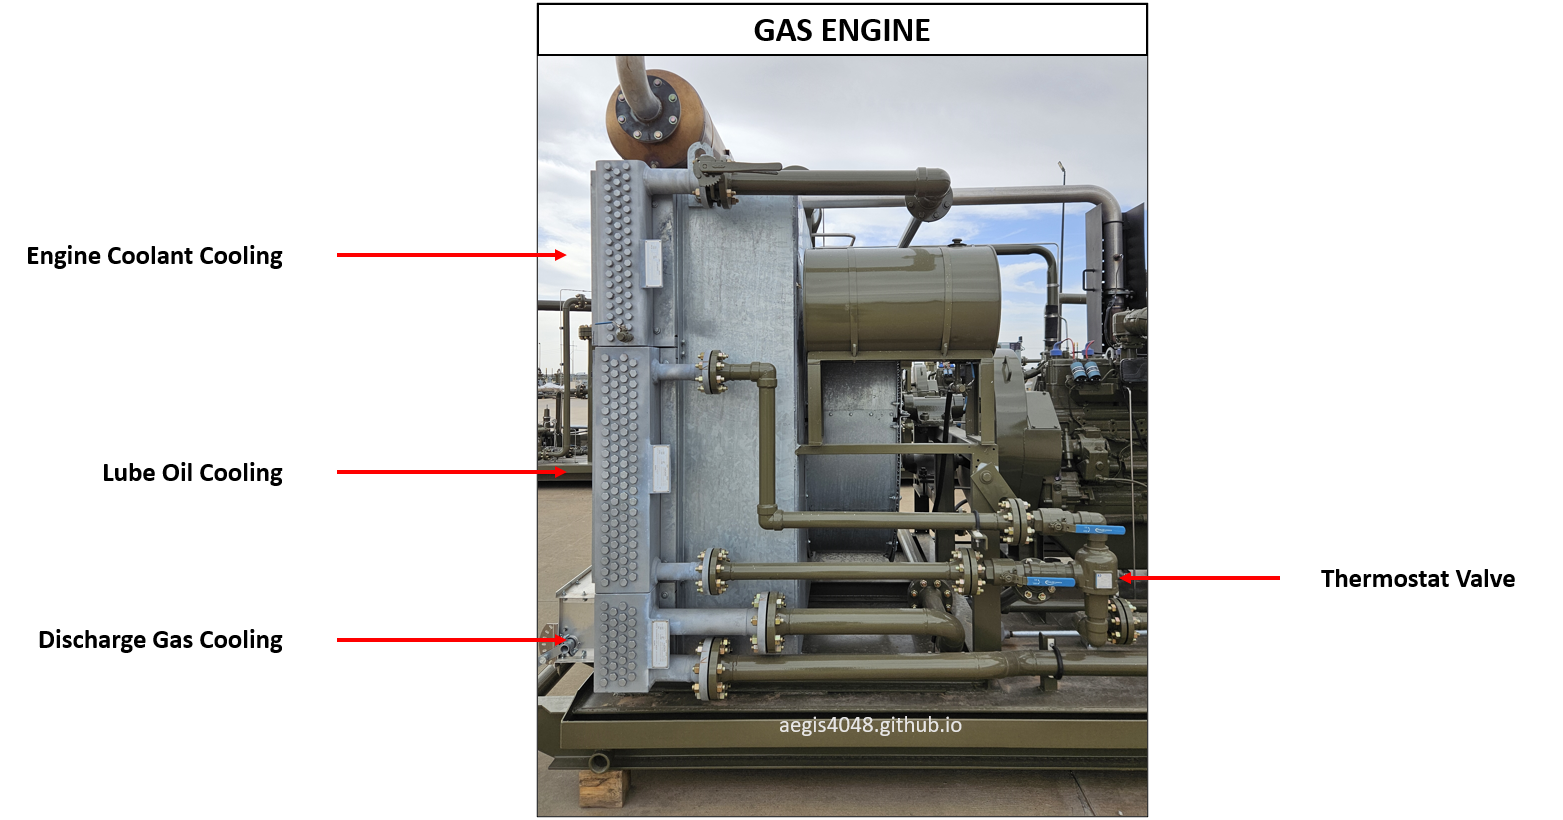 GAS ENGINE
Engine Coolant Cooling
Lube Oil Cooling
Thermostat Valve
Discharge Gas Cooling
aegis4048.github.io